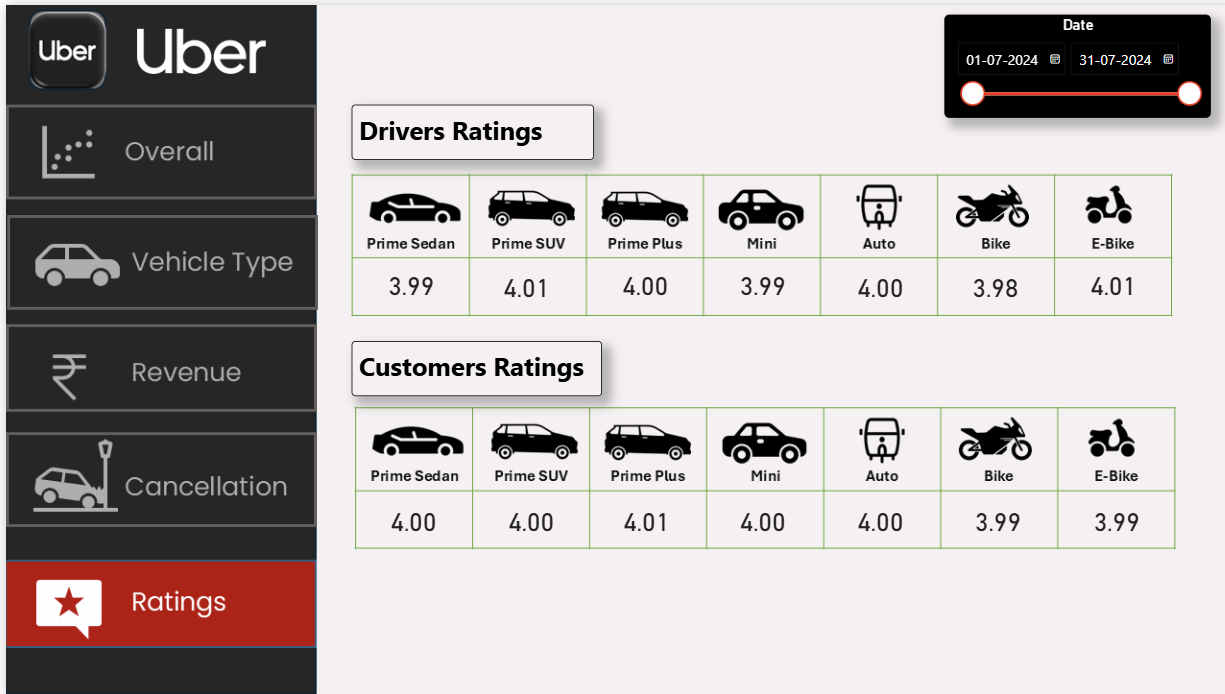 Uber Uber
Date
01-07-2024 31-07-2024
Overall
Vehicle Type
₹ Revenue
Cancellation
Ratings
Drivers Ratings
Prime Sedan Prime SUV Prime Plus Mini Auto Bike E-Bike
3.99 4.01 4.00 3.99 4.00 3.98 4.01
Customers Ratings
Prime Sedan Prime SUV Prime Plus Mini Auto Bike E-Bike
4.00 4.00 4.01 4.00 4.00 3.99 3.99